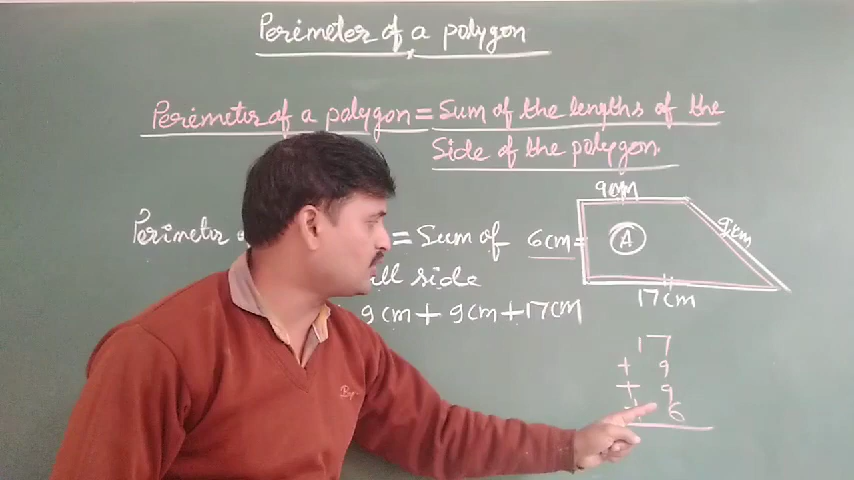 Perimeter of a polygon
Perimeter of a polygon = Sum of the lengths of the
Side of the polygon.
9cm
Perimeter = Sum of 6cm
A
9cm
all side
17cm
9cm + 9cm + 17cm
17
+ 9
+ 9
+ 6